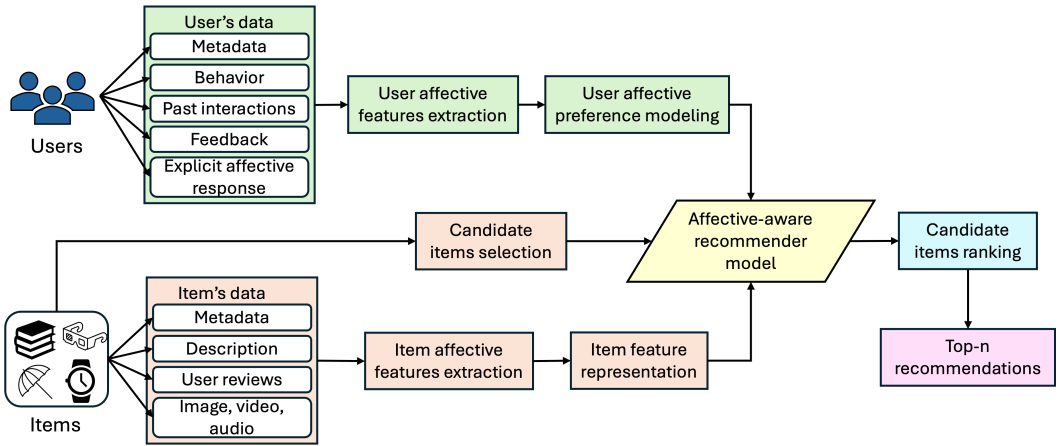 User's data
Metadata
Behavior
Past interactions
Feedback
Explicit affective
response
Users
User affective
features extraction
User affective
preference modeling
Candidate
items selection
Affective-aware
recommender
model
Candidate
items ranking
Top-n
recommendations
Item's data
Metadata
Description
User reviews
Image, video,
audio
Items
Item affective
features extraction
Item feature
representation